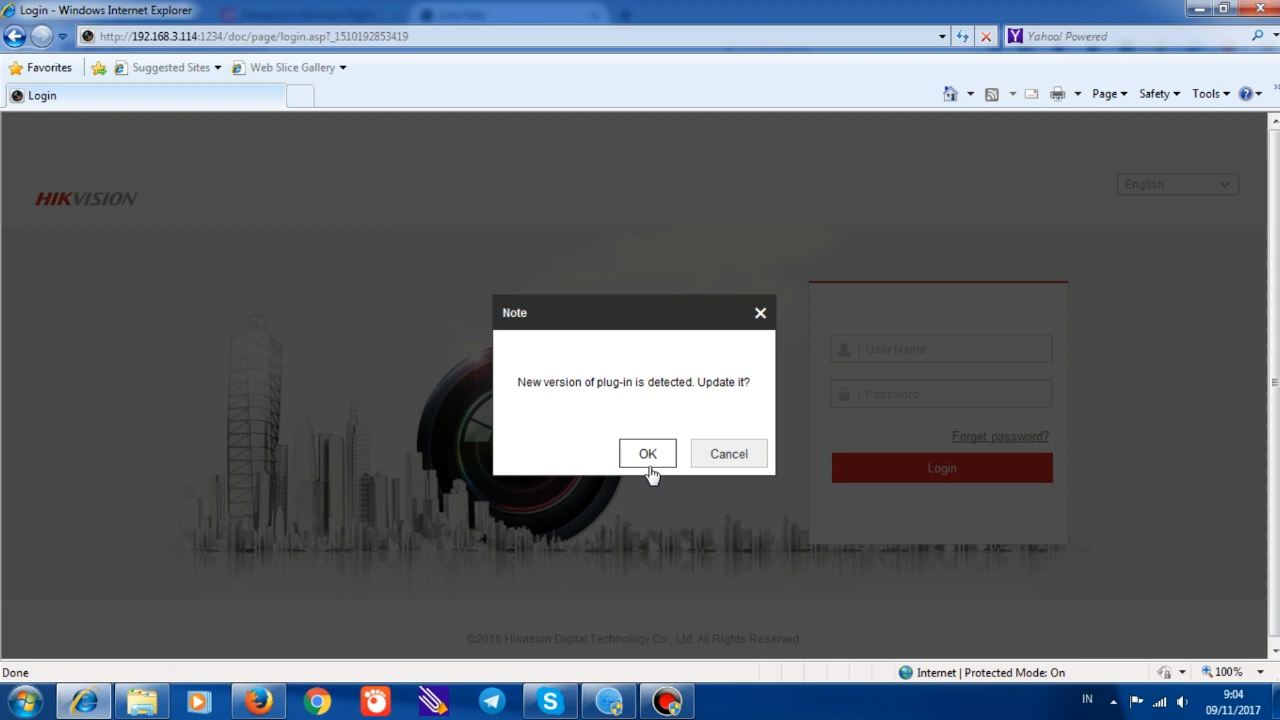 Login - Windows Internet Explorer
http://192.168.3.114:1234/doc/page/login.asp?_1510192853419
Yahoo! Powered
Favorites
Suggested Sites
Web Slice Gallery
Login
Page
Safety
Tools
HIKVISION
English
Note
New version of plug-in is detected. Update it?
OK
Cancel
User Name
Password
Forget password?
Login
©2016 Hikvision Digital Technology Co., Ltd. All Rights Reserved.
Done
Internet | Protected Mode: On
100%
IN
9:04
09/11/2017